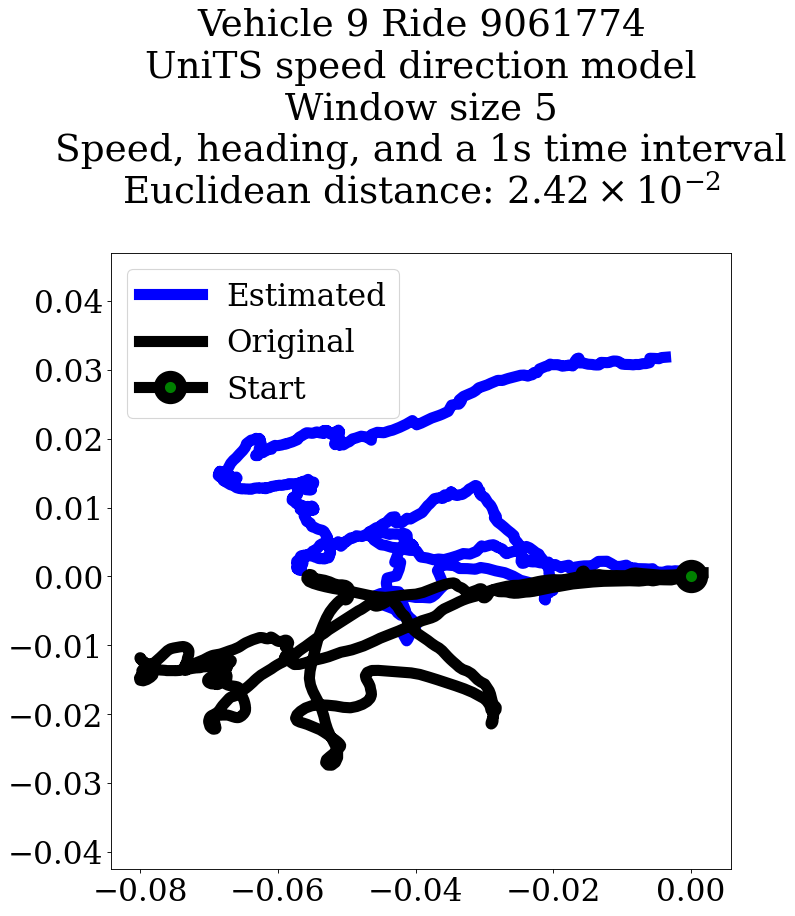 Vehicle 9 Ride 9061774
UniTS speed direction model
Window size 5
Speed, heading, and a 1s time interval
Euclidean distance: 2.42 × 10⁻²
Estimated
Original
Start
0.04
0.03
0.02
0.01
0.00
−0.01
−0.02
−0.03
−0.04
−0.08 −0.06 −0.04 −0.02 0.00